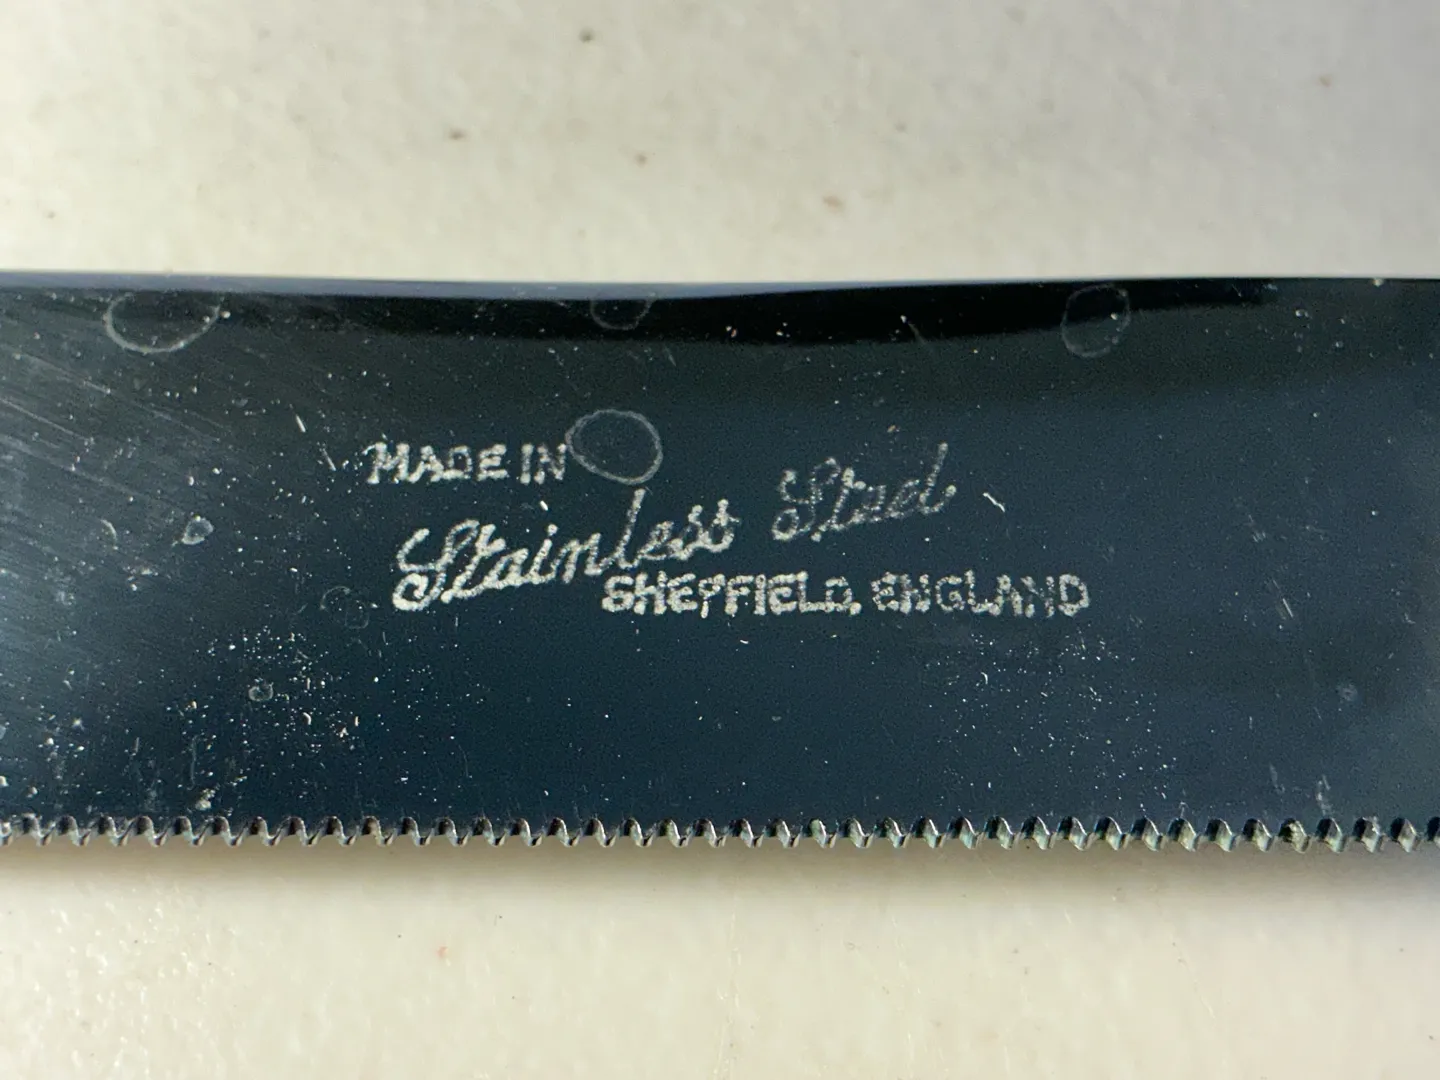 MADE IN
Stainless Steel
SHEFFIELD, ENGLAND